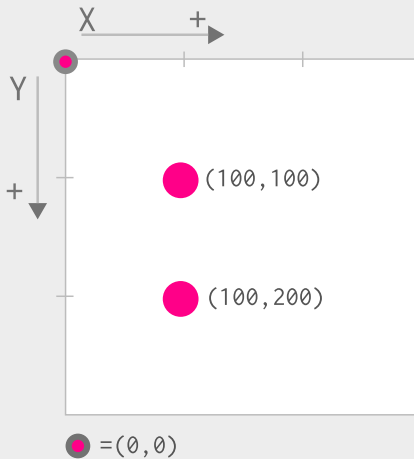 X +
Y
+
(100,100)
(100,200)
=(0,0)